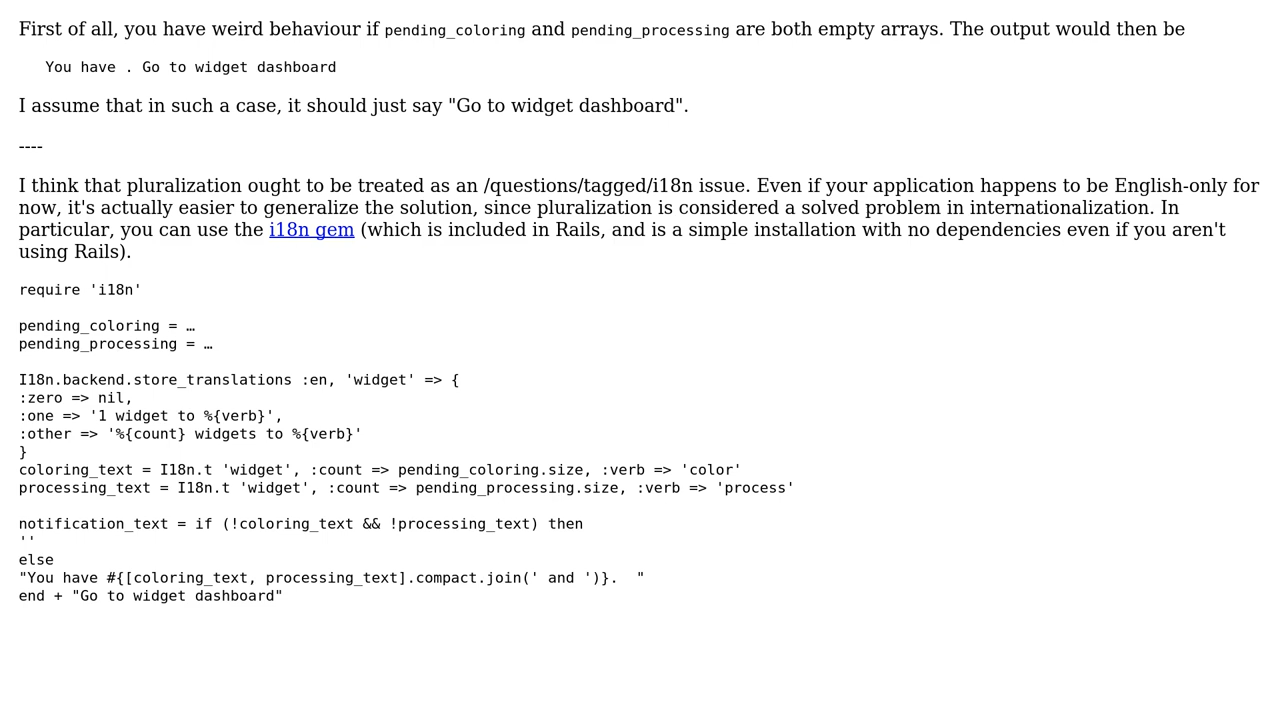 First of all, you have weird behaviour if pending_coloring and pending_processing are both empty arrays. The output would then be
You have . Go to widget dashboard
I assume that in such a case, it should just say "Go to widget dashboard".
----
I think that pluralization ought to be treated as an /questions/tagged/i18n issue. Even if your application happens to be English-only for
now, it's actually easier to generalize the solution, since pluralization is considered a solved problem in internationalization. In
particular, you can use the i18n gem (which is included in Rails, and is a simple installation with no dependencies even if you aren't
using Rails).
require 'i18n'
pending_coloring = …
pending_processing = …
I18n.backend.store_translations :en, 'widget' => {
:zero => nil,
:one => '1 widget to %{verb}',
:other => '%{count} widgets to %{verb}'
}
coloring_text = I18n.t 'widget', :count => pending_coloring.size, :verb => 'color'
processing_text = I18n.t 'widget', :count => pending_processing.size, :verb => 'process'
notification_text = if (!coloring_text && !processing_text) then
''
else
"You have #{[coloring_text, processing_text].compact.join(' and ')}.  "
end + "Go to widget dashboard"